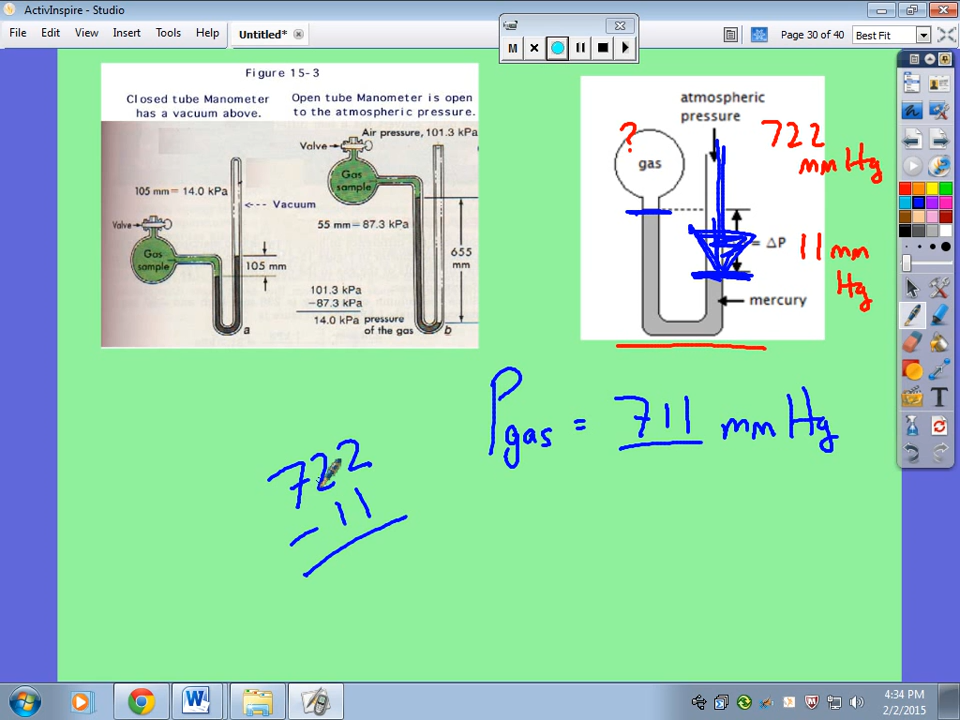 ActivInspire - Studio
File Edit View Insert Tools Help Untitled*
M
Page 30 of 40 Best Fit
Figure 15-3
Closed tube Manometer
has a vacuum above.
Open tube Manometer is open
to the atmospheric pressure.
Air pressure, 101.3 kPa
Valve
Gas
sample
105 mm = 14.0 kPa
Vacuum
Valve
Gas
sample
105 mm
a
55 mm = 87.3 kPa
655
mm
101.3 kPa
-87.3 kPa
14.0 kPa pressure
of the gas
b
atmospheric
pressure
722
mm Hg
?
gas
= ΔP
11 mm
Hg
mercury
Pgas = 711 mm Hg
722
- 11
T
W
4:34 PM
2/2/2015